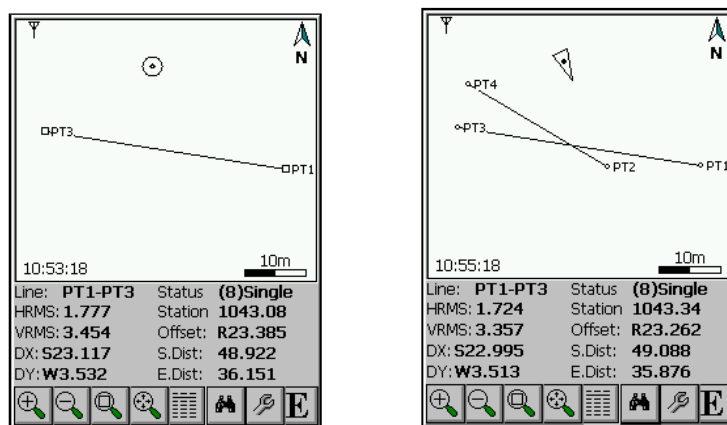 N
PT3
PT1
10:53:18
10m
Line: PT1-PT3 Status (8)Single
HRMS: 1.777 Station 1043.08
VRMS: 3.454 Offset: R23.385
DX: S23.117 S.Dist: 48.922
DY: W3.532 E.Dist: 36.151
E
N
PT4
PT3
PT2
PT1
10:55:18
10m
Line: PT1-PT3 Status (8)Single
HRMS: 1.724 Station 1043.34
VRMS: 3.357 Offset: R23.262
DX: S22.995 S.Dist: 49.088
DY: W3.513 E.Dist: 35.876
E